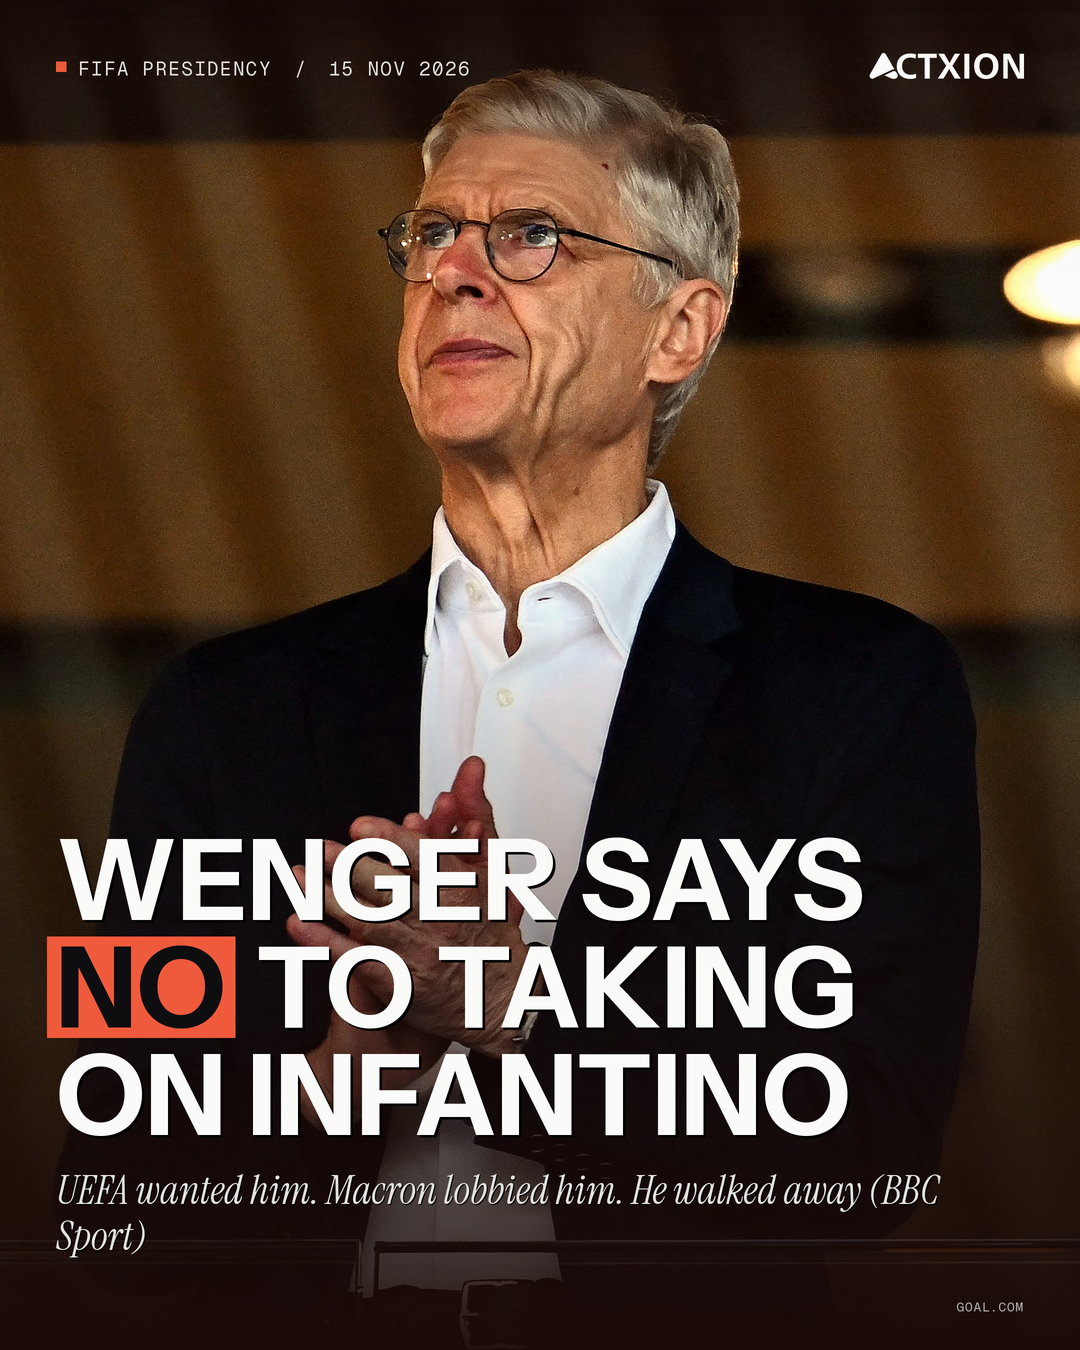 FIFA PRESIDENCY / 15 NOV 2026
ACTXION
WENGER SAYS
NO TO TAKING
ON INFANTINO
UEFA wanted him. Macron lobbied him. He walked away (BBC
Sport)
GOAL.COM